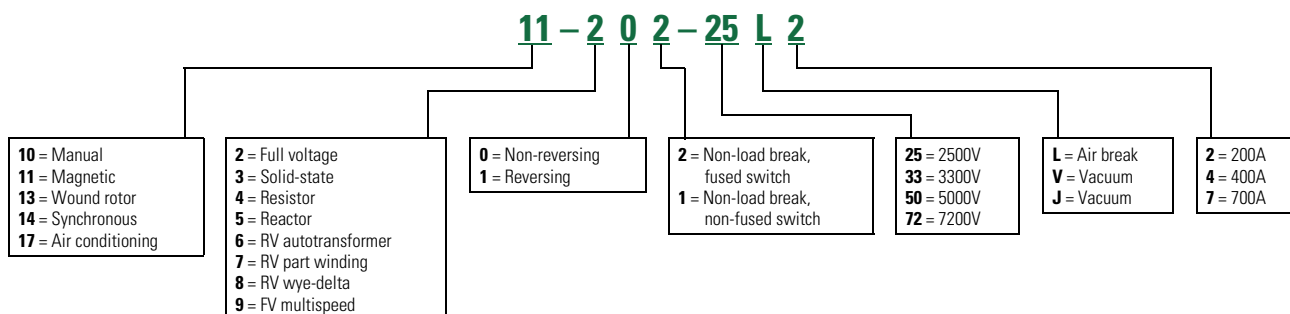 11 – 2 0 2 – 25 L 2
10 = Manual
11 = Magnetic
13 = Wound rotor
14 = Synchronous
17 = Air conditioning
2 = Full voltage
3 = Solid-state
4 = Resistor
5 = Reactor
6 = RV autotransformer
7 = RV part winding
8 = RV wye-delta
9 = FV multispeed
0 = Non-reversing
1 = Reversing
2 = Non-load break,
fused switch
1 = Non-load break,
non-fused switch
25 = 2500V
33 = 3300V
50 = 5000V
72 = 7200V
L = Air break
V = Vacuum
J = Vacuum
2 = 200A
4 = 400A
7 = 700A